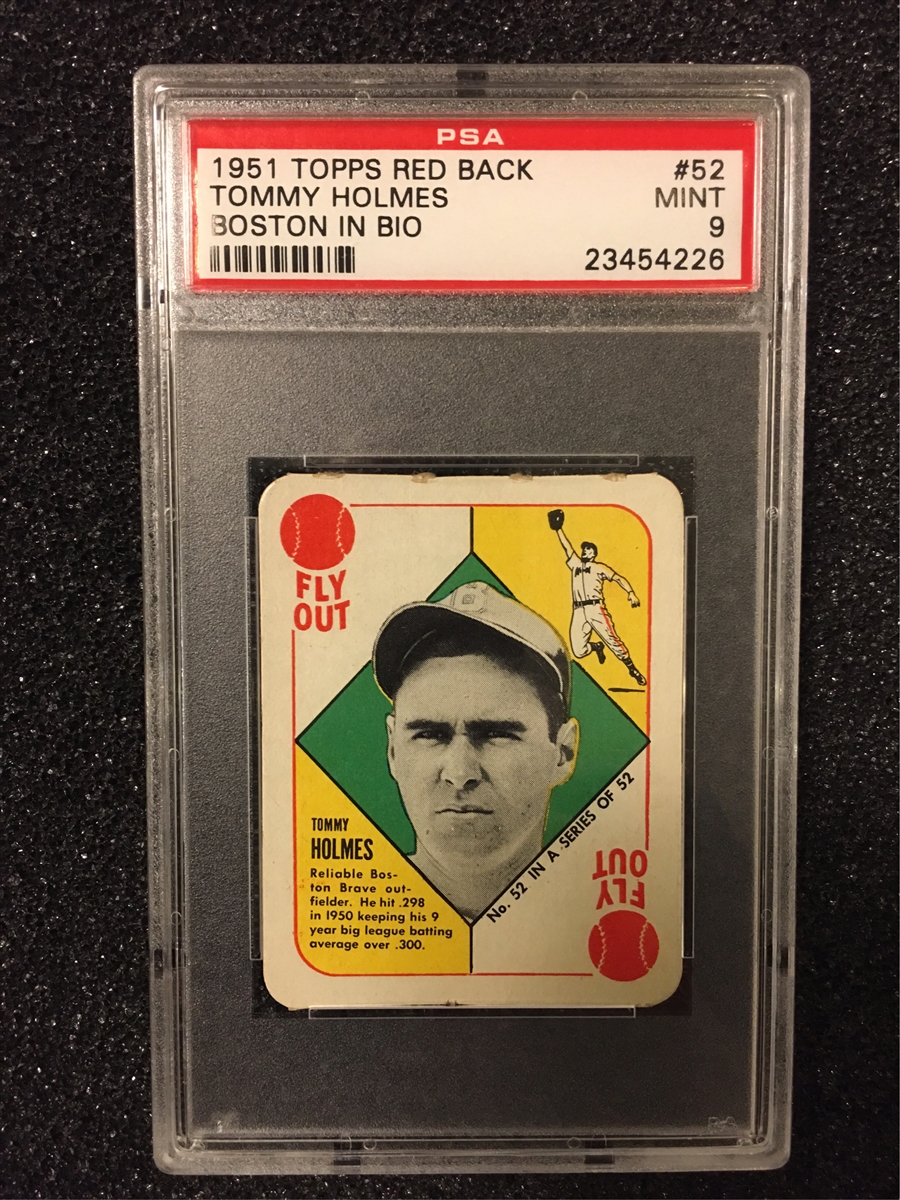 PSA
1951 TOPPS RED BACK #52
TOMMY HOLMES MINT
BOSTON IN BIO 9
23454226
FLY
OUT
TOMMY
HOLMES
Reliable Bos-
ton Brave out-
fielder. He hit .298
in 1950 keeping his 9
year big league batting
average over .300.
No. 52 IN A SERIES OF 52
FLY
OUT